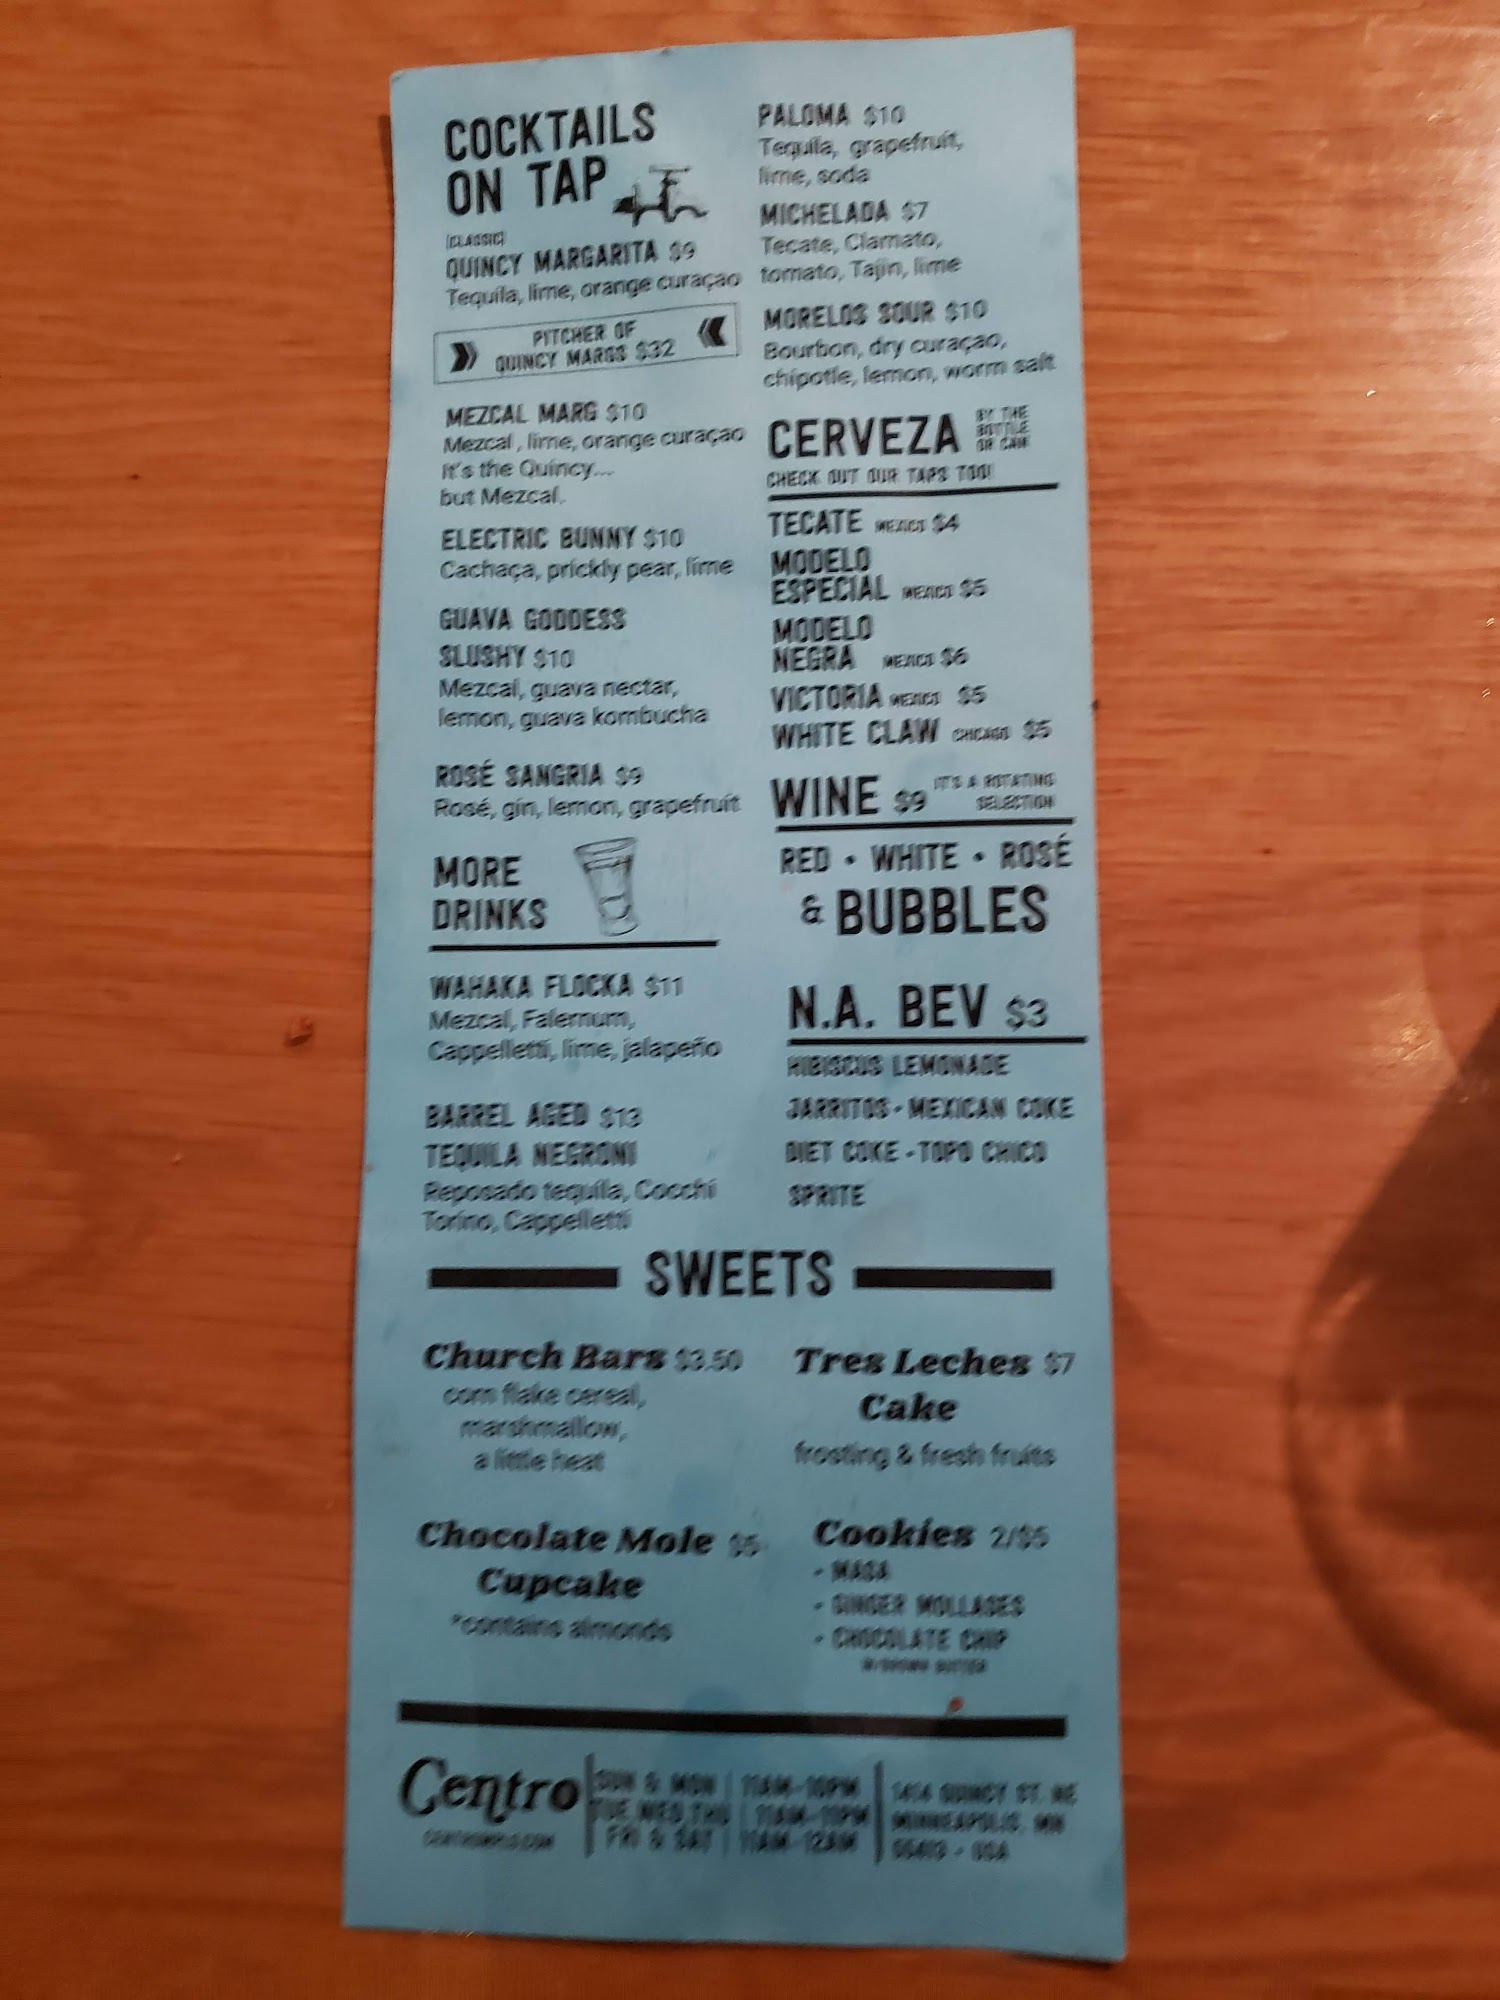 COCKTAILS
ON TAP
(CLASSIC)
QUINCY MARGARITA $9
Tequila, lime, orange curaçao
PITCHER OF
QUINCY MARGS $32
MEZCAL MARG $10
Mezcal, lime, orange curaçao
It's the Quincy...
but Mezcal.
ELECTRIC BUNNY $10
Cachaça, prickly pear, lime
GUAVA GODDESS
SLUSHY $10
Mezcal, guava nectar,
lemon, guava kombucha
ROSÉ SANGRIA $9
Rosé, gin, lemon, grapefruit
MORE
DRINKS
WAHAKA FLOCKA $11
Mezcal, Falernum,
Cappelletti, lime, jalapeño
BARREL AGED $13
TEQUILA NEGRONI
Reposado tequila, Cocchi
Torino, Cappelletti
PALOMA $10
Tequila, grapefruit,
lime, soda
MICHELADA $7
Tecate, Clamato,
tomato, Tajin, lime
MORELOS SOUR $10
Bourbon, dry curaçao,
chipotle, lemon, worm salt
CERVEZA BY THE
BOTTLE
OR CAN
CHECK OUT OUR TAPS TOO!
TECATE MEXICO $4
MODELO
ESPECIAL MEXICO $5
MODELO
NEGRA MEXICO $6
VICTORIA MEXICO $5
WHITE CLAW CHICAGO $5
WINE $9 IT'S A ROTATING
SELECTION
RED • WHITE • ROSÉ
& BUBBLES
N.A. BEV $3
HIBISCUS LEMONADE
JARRITOS - MEXICAN COKE
DIET COKE - TOPO CHICO
SPRITE
SWEETS
Church Bars $3.50
corn flake cereal,
marshmallow,
a little heat
Tres Leches $7
Cake
frosting & fresh fruits
Chocolate Mole $5
Cupcake
*contains almonds
Cookies 2/$5
- MASA
- GINGER MOLLASES
- CHOCOLATE CHIP
W/BROWN BUTTER
Centro
CENTROMPLS.COM
SUN & MON | 11AM-10PM
TUE, WED, THU | 11AM-11PM
FRI & SAT | 11AM-12AM
1414 QUINCY ST. NE
MINNEAPOLIS, MN
55413 - USA